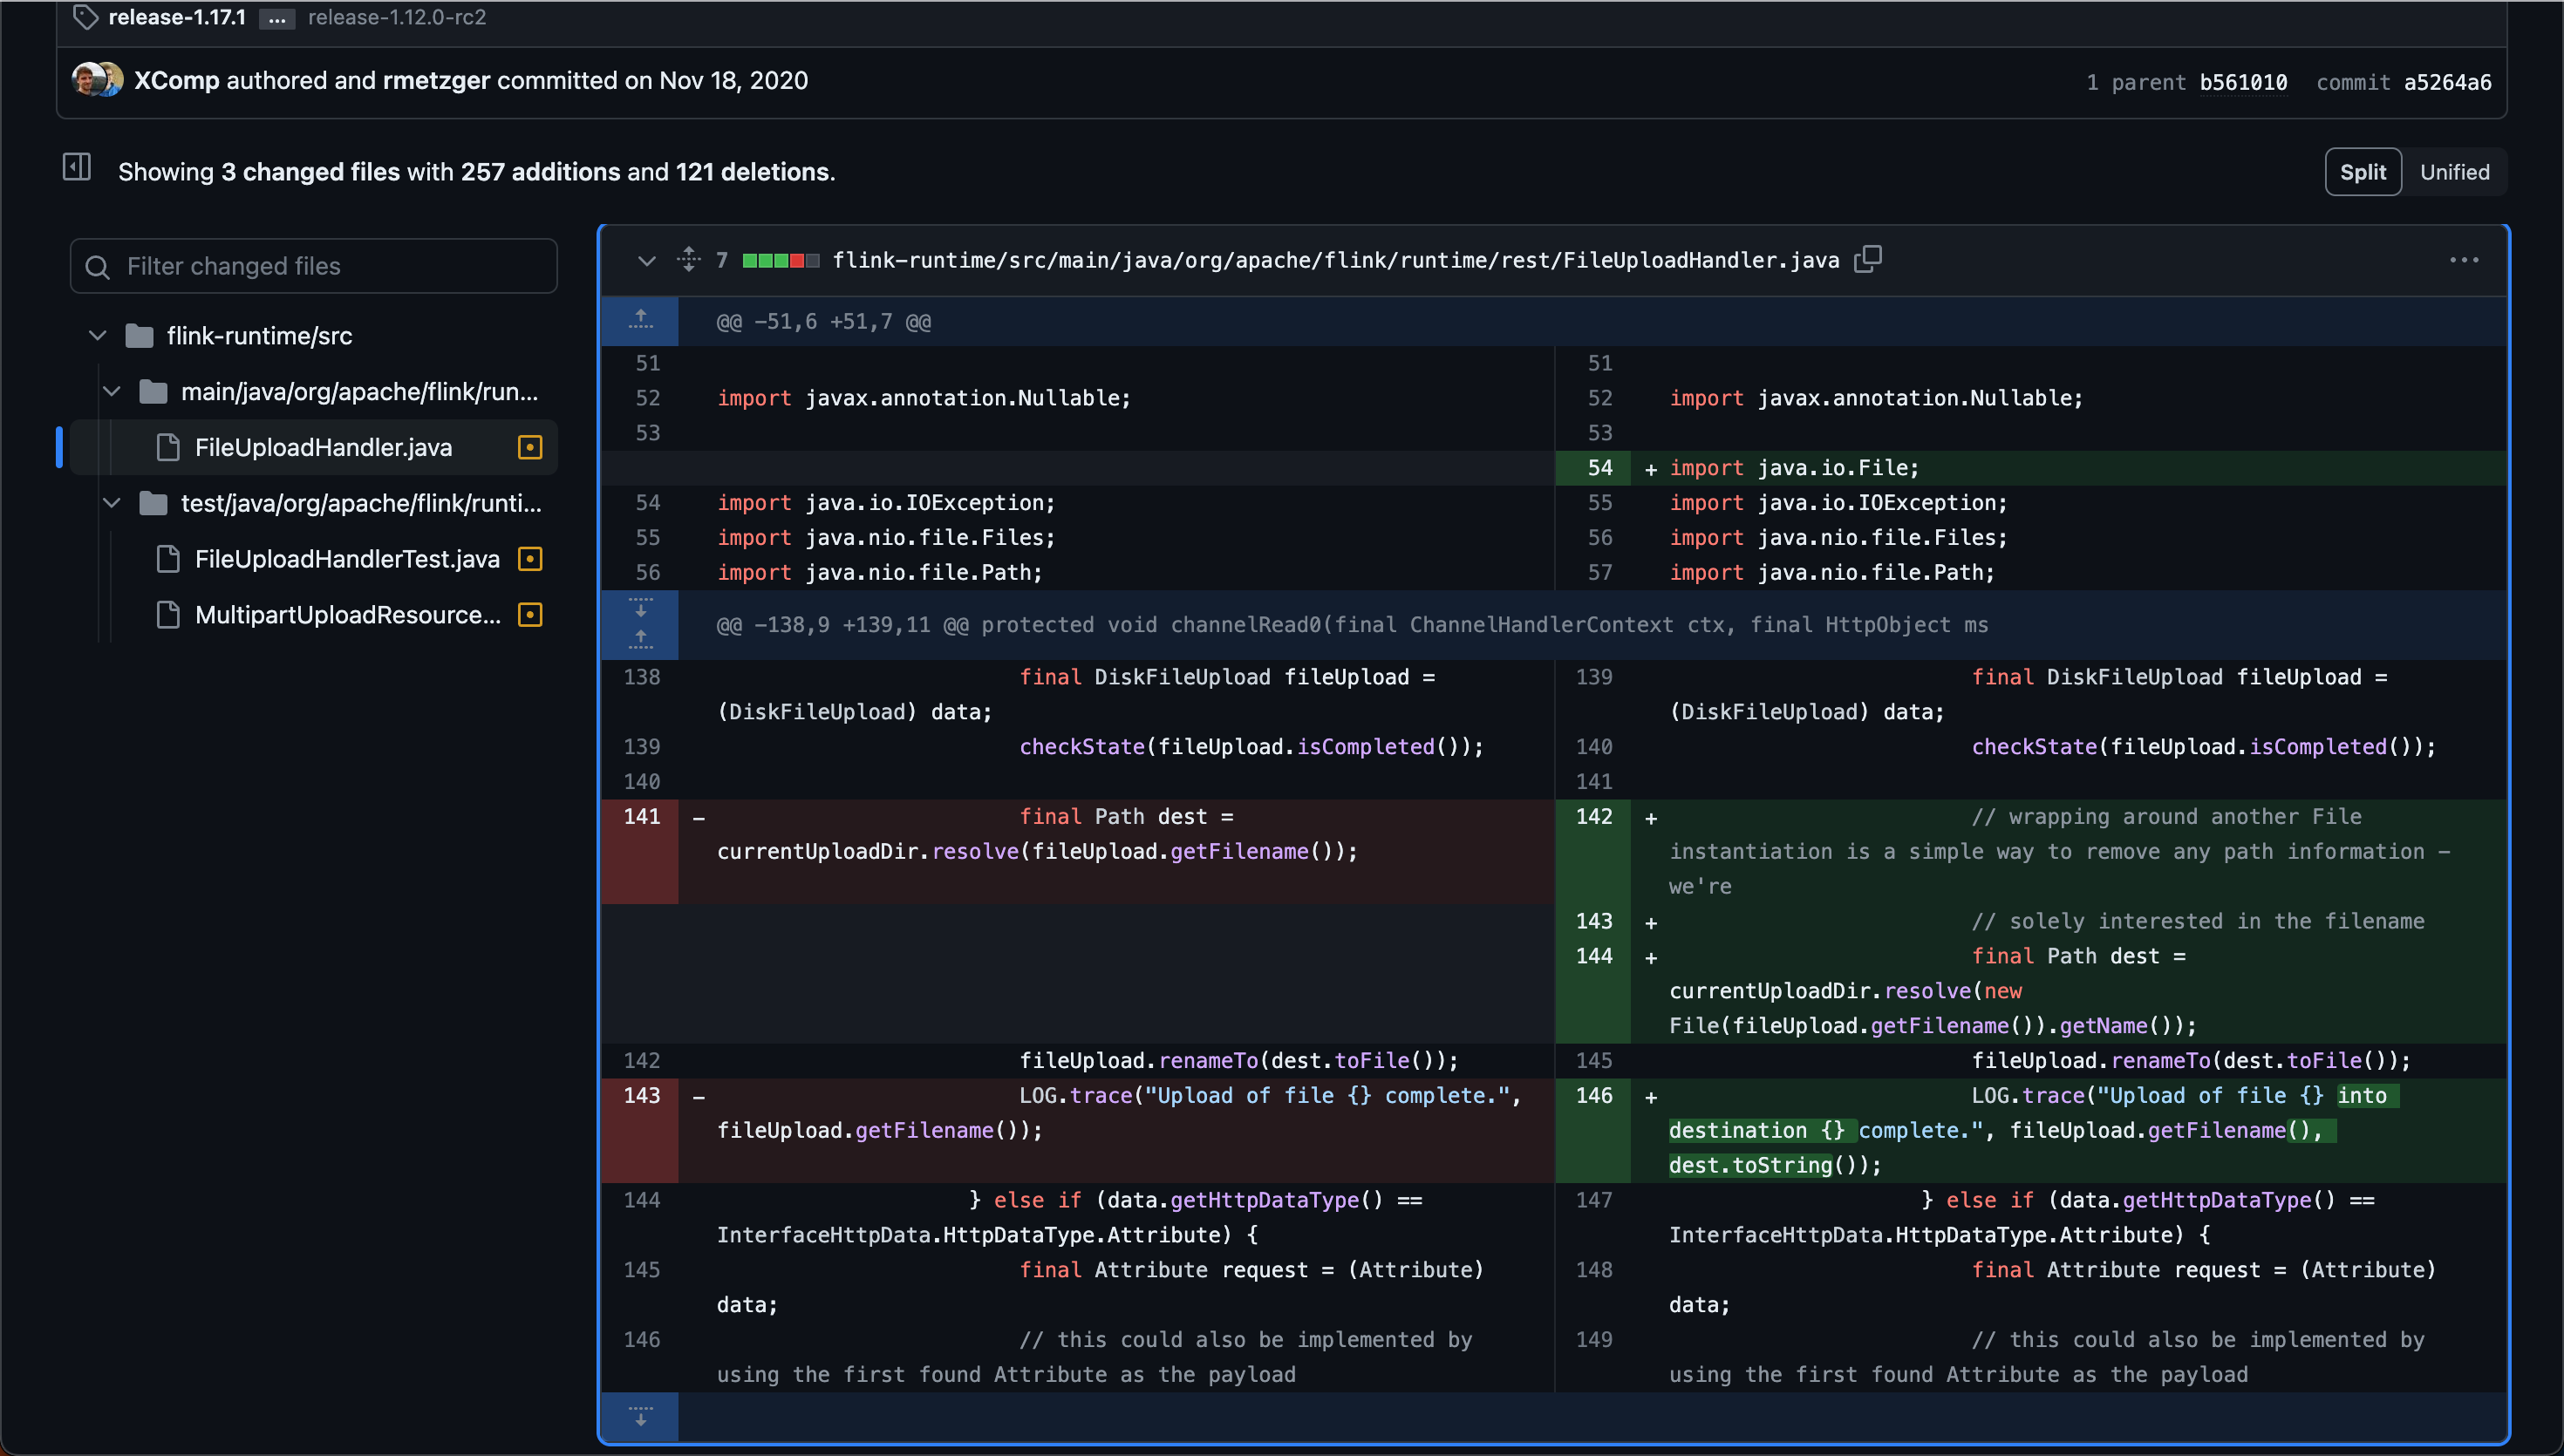 release-1.17.1 ... release-1.12.0-rc2
XComp authored and rmetzger committed on Nov 18, 2020
1 parent b561010 commit a5264a6
Showing 3 changed files with 257 additions and 121 deletions.
Split Unified
Filter changed files
flink-runtime/src
main/java/org/apache/flink/run...
FileUploadHandler.java
test/java/org/apache/flink/runti...
FileUploadHandlerTest.java
MultipartUploadResource...
7 flink-runtime/src/main/java/org/apache/flink/runtime/rest/FileUploadHandler.java
@@ -51,6 +51,7 @@
51
52 import javax.annotation.Nullable;
53
54 import java.io.IOException;
55 import java.nio.file.Files;
56 import java.nio.file.Path;
51
52 import javax.annotation.Nullable;
53
54 + import java.io.File;
55 import java.io.IOException;
56 import java.nio.file.Files;
57 import java.nio.file.Path;
@@ -138,9 +139,11 @@ protected void channelRead0(final ChannelHandlerContext ctx, final HttpObject ms
138 final DiskFileUpload fileUpload =
(DiskFileUpload) data;
139 checkState(fileUpload.isCompleted());
140
141 - final Path dest =
currentUploadDir.resolve(fileUpload.getFilename());
142 fileUpload.renameTo(dest.toFile());
143 - LOG.trace("Upload of file {} complete.",
fileUpload.getFilename());
144 } else if (data.getHttpDataType() ==
InterfaceHttpData.HttpDataType.Attribute) {
145 final Attribute request = (Attribute)
data;
146 // this could also be implemented by
using the first found Attribute as the payload
139 final DiskFileUpload fileUpload =
(DiskFileUpload) data;
140 checkState(fileUpload.isCompleted());
141
142 + // wrapping around another File
instantiation is a simple way to remove any path information -
we're
143 + // solely interested in the filename
144 + final Path dest =
currentUploadDir.resolve(new
File(fileUpload.getFilename()).getName());
145 fileUpload.renameTo(dest.toFile());
146 + LOG.trace("Upload of file {} into
destination {} complete.", fileUpload.getFilename(),
dest.toString());
147 } else if (data.getHttpDataType() ==
InterfaceHttpData.HttpDataType.Attribute) {
148 final Attribute request = (Attribute)
data;
149 // this could also be implemented by
using the first found Attribute as the payload